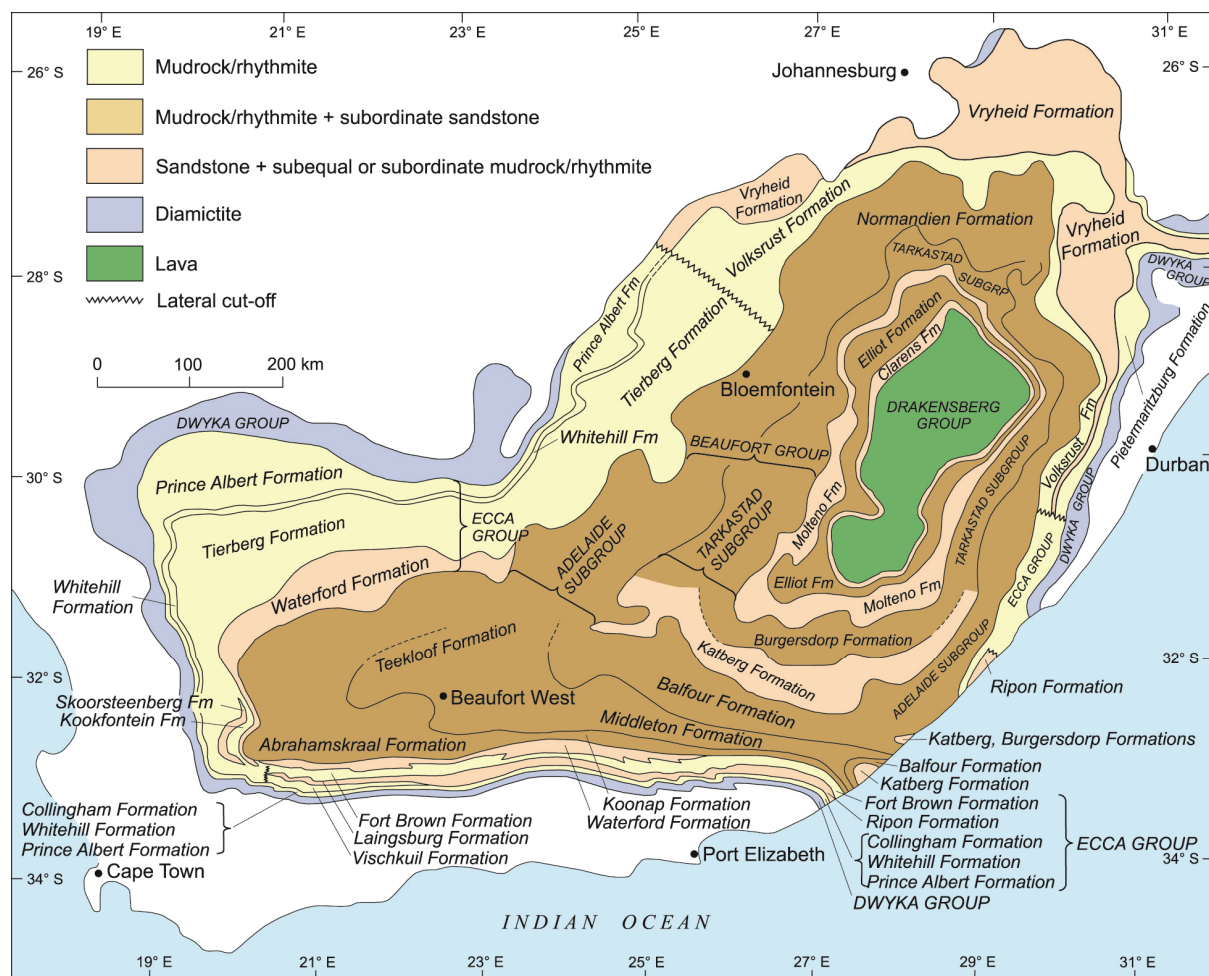 19° E
21° E
23° E
25° E
27° E
31° E
26° S
26° S
Mudrock/rhythmite
Mudrock/rhythmite + subordinate sandstone
Sandstone + subequal or subordinate mudrock/rhythmite
Diamictite
Lava
Lateral cut-off
0
100
200 km
Johannesburg
Vryheid Formation
Vryheid
Formation
Volksrust Formation
Normandien Formation
Vryheid
Formation
TARKASTAD
SUBGRP
DWYKA
GROUP
28° S
28° S
Prince Albert Fm
Tierberg Formation
Elliot Formation
Clarens Fm
Bloemfontein
DRAKENSBERG
GROUP
Pietermaritzburg Formation
DWYKA GROUP
Whitehill Fm
BEAUFORT GROUP
Volksrust Fm
Durban
30° S
30° S
Prince Albert Formation
Tierberg Formation
ECCA
GROUP
ADELAIDE
SUBGROUP
TARKASTAD
SUBGROUP
Molteno Fm
TARKASTAD SUBGROUP
DWYKA GROUP
ECCA GROUP
Whitehill
Formation
Waterford Formation
Elliot Fm
Molteno Fm
Teekloof Formation
Burgersdorp Formation
Katberg Formation
ADELAIDE SUBGROUP
32° S
32° S
Ripon Formation
Skoorsteenberg Fm
Kookfontein Fm
Beaufort West
Balfour Formation
Middleton Formation
Abrahamskraal Formation
Katberg, Burgersdorp Formations
Balfour Formation
Katberg Formation
Fort Brown Formation
Ripon Formation
Collingham Formation
Whitehill Formation
Prince Albert Formation
ECCA GROUP
DWYKA GROUP
Collingham Formation
Whitehill Formation
Prince Albert Formation
Fort Brown Formation
Laingsburg Formation
Vischkuil Formation
Koonap Formation
Waterford Formation
Port Elizabeth
Cape Town
34° S
34° S
INDIAN OCEAN
19° E
21° E
23° E
25° E
27° E
29° E
31° E